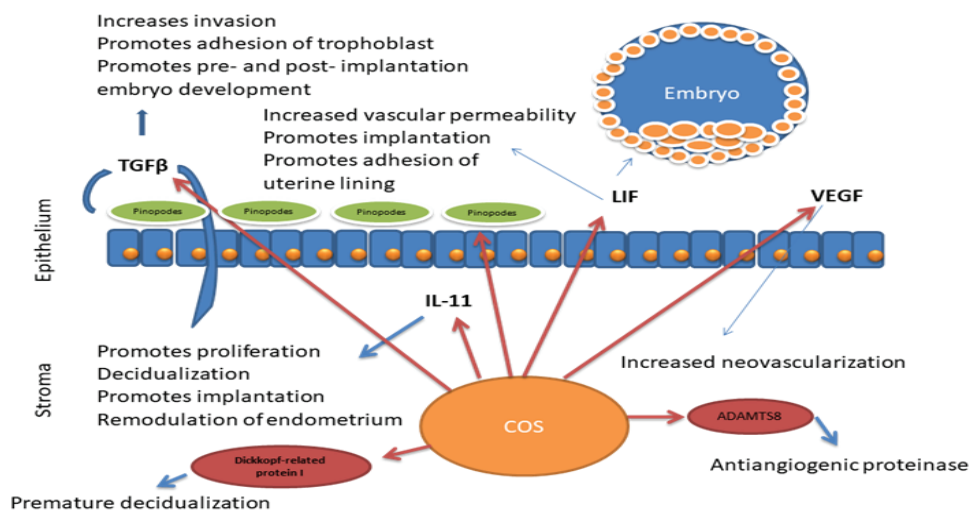 Increases invasion
Promotes adhesion of trophoblast
Promotes pre- and post- implantation
embryo development
Increased vascular permeability
Promotes implantation
Promotes adhesion of
uterine lining
Embryo
TGFβ
LIF
VEGF
Pinopodes
Pinopodes
Pinopodes
Pinopodes
Epithelium
IL-11
Stroma
Promotes proliferation
Decidualization
Promotes implantation
Remodulation of endometrium
Increased neovascularization
COS
ADAMTS8
Antiangiogenic proteinase
Dickkopf-related
protein I
Premature decidualization